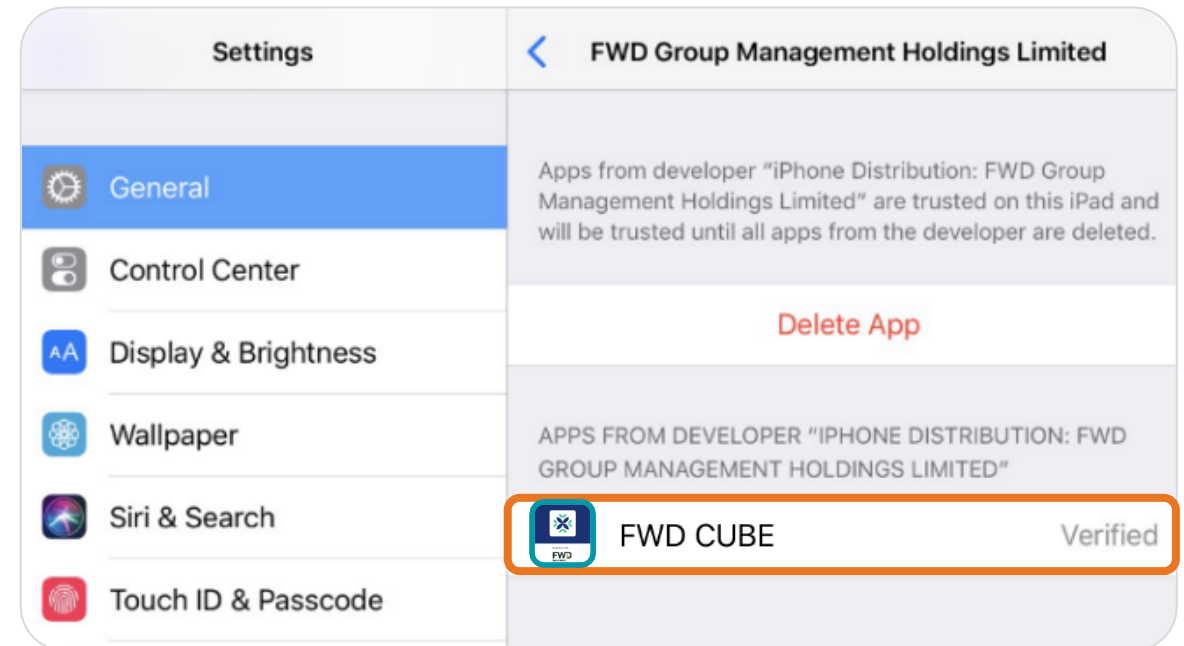 Settings
FWD Group Management Holdings Limited
General
Control Center
AA Display & Brightness
Wallpaper
Siri & Search
Touch ID & Passcode
Apps from developer “iPhone Distribution: FWD Group
Management Holdings Limited” are trusted on this iPad and
will be trusted until all apps from the developer are deleted.
Delete App
APPS FROM DEVELOPER “IPHONE DISTRIBUTION: FWD
GROUP MANAGEMENT HOLDINGS LIMITED”
FWD
FWD CUBE Verified